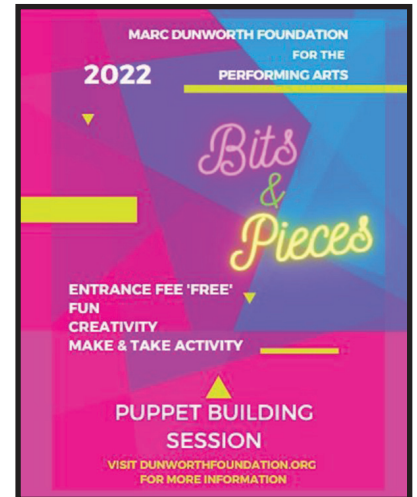 MARC DUNWORTH FOUNDATION
FOR THE
2022 PERFORMING ARTS
Bits
&
Pieces
ENTRANCE FEE 'FREE'
FUN
CREATIVITY
MAKE & TAKE ACTIVITY
PUPPET BUILDING
SESSION
VISIT DUNWORTHFOUNDATION.ORG
FOR MORE INFORMATION